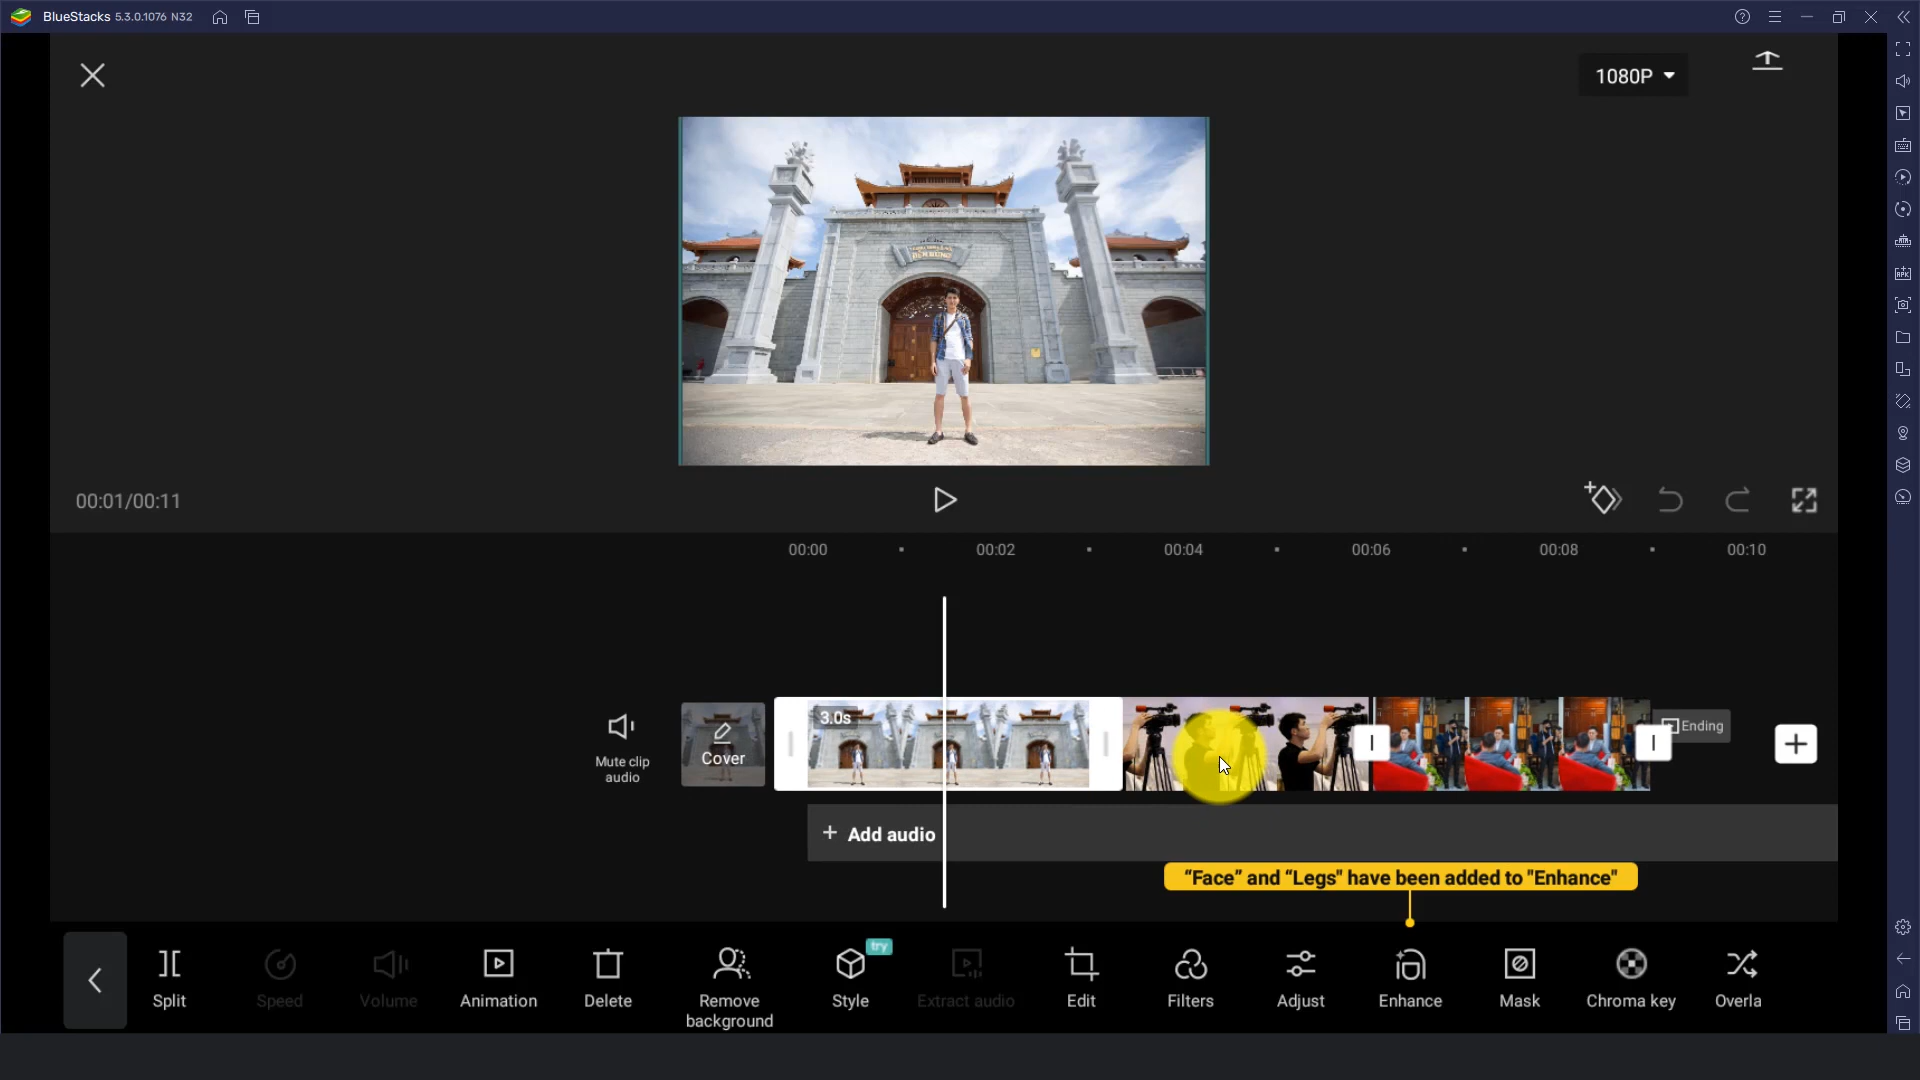 BlueStacks 5.3.0.1076 N32
1080P
00:01/00:11
00:00 00:02 00:04 00:06 00:08 00:10
3.0s
Cover
Ending
Mute clip
audio
+ Add audio
“Face” and “Legs" have been added to "Enhance"
try
Split Speed Volume Animation Delete Remove Style Extract audio Edit Filters Adjust Enhance Mask Chroma key Overla
background